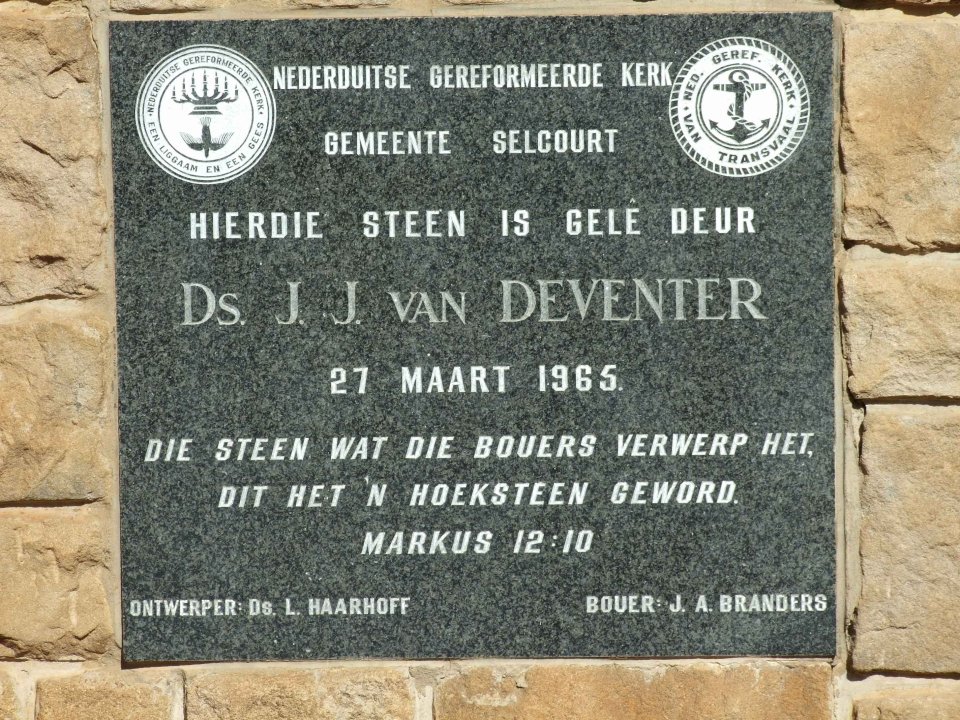 NEDERDUITSE GEREFORMEERDE KERK
EEN LIGGAAM EN EEN GEES
NEDERDUITSE GEREFORMEERDE KERK
NED. GEREF. KERK
VAN TRANSVAAL
GEMEENTE SELCOURT
HIERDIE STEEN IS GELÊ DEUR
Ds. J. J. VAN DEVENTER
27 MAART 1965.
DIE STEEN WAT DIE BOUERS VERWERP HET,
DIT HET 'N HOEKSTEEN GEWORD.
MARKUS 12:10
ONTWERPER: Ds. L. HAARHOFF
BOUER: J. A. BRANDERS